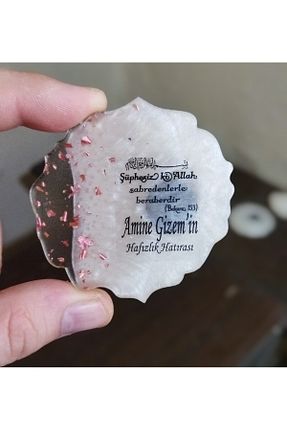 Şüphesiz ki Allah
sabredenlerle
beraberdir
(Bakara 153)
Amine Gizem'in
Hafızlık Hatırası